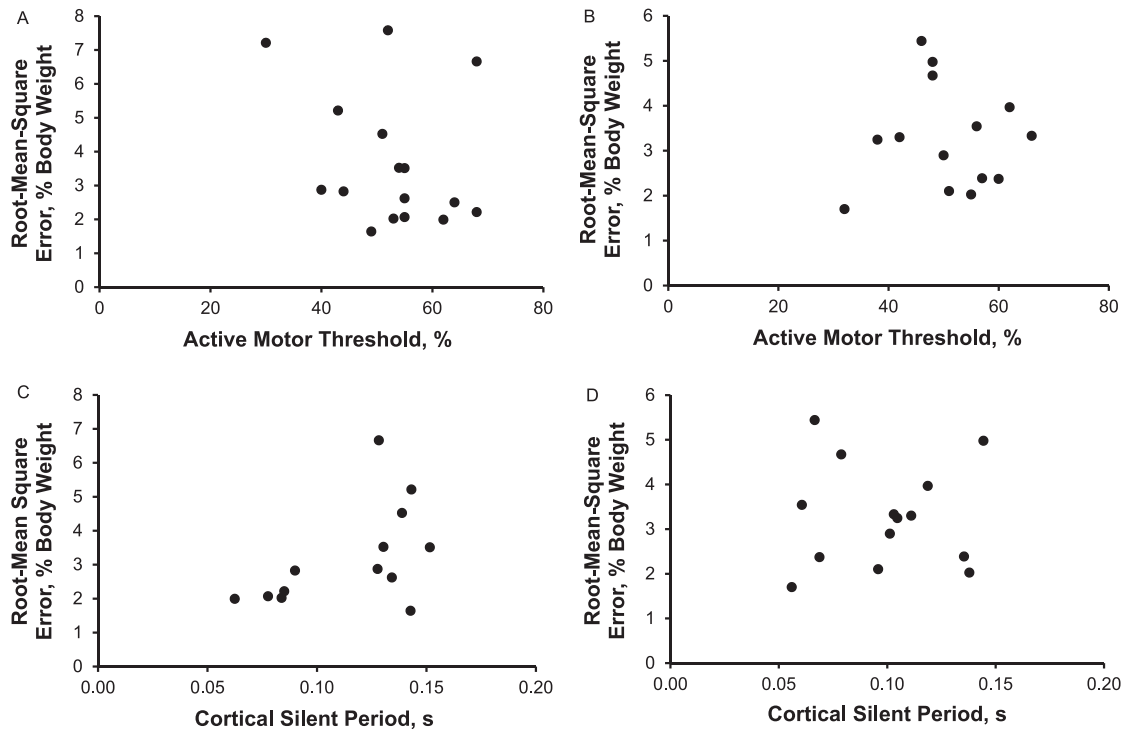 A
Root-Mean-Square
Error, % Body Weight
8
7
6
5
4
3
2
1
0
0 20 40 60 80
Active Motor Threshold, %
B
Root-Mean-Square
Error, % Body Weight
6
5
4
3
2
1
0
0 20 40 60 80
Active Motor Threshold, %
C
Root-Mean Square
Error, % Body Weight
8
7
6
5
4
3
2
1
0
0.00 0.05 0.10 0.15 0.20
Cortical Silent Period, s
D
Root-Mean-Square
Error, % Body Weight
6
5
4
3
2
1
0
0.00 0.05 0.10 0.15 0.20
Cortical Silent Period, s